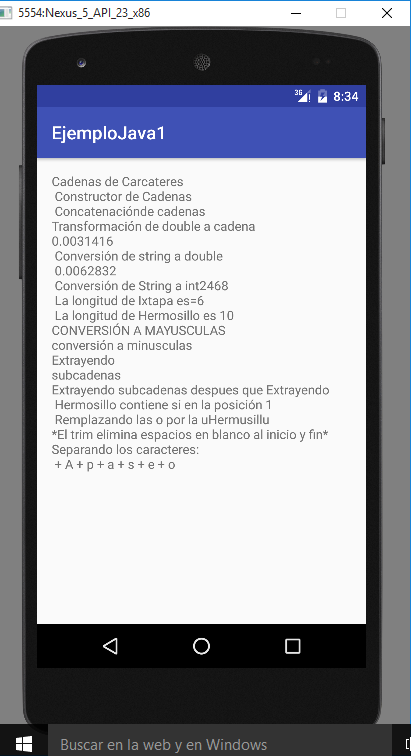 5554:Nexus_5_API_23_x86
3G 8:34
EjemploJava1
Cadenas de Carcateres
Constructor de Cadenas
Concatenaciónde cadenas
Transformación de double a cadena
0.0031416
Conversión de string a double
0.0062832
Conversión de String a int2468
La longitud de Ixtapa es=6
La longitud de Hermosillo es 10
CONVERSIÓN A MAYUSCULAS
conversión a minusculas
Extrayendo
subcadenas
Extrayendo subcadenas despues que Extrayendo
Hermosillo contiene si en la posición 1
Remplazando las o por la uHermusillu
*El trim elimina espacios en blanco al inicio y fin*
Separando los caracteres:
+ A + p + a + s + e + o
Buscar en la web y en Windows